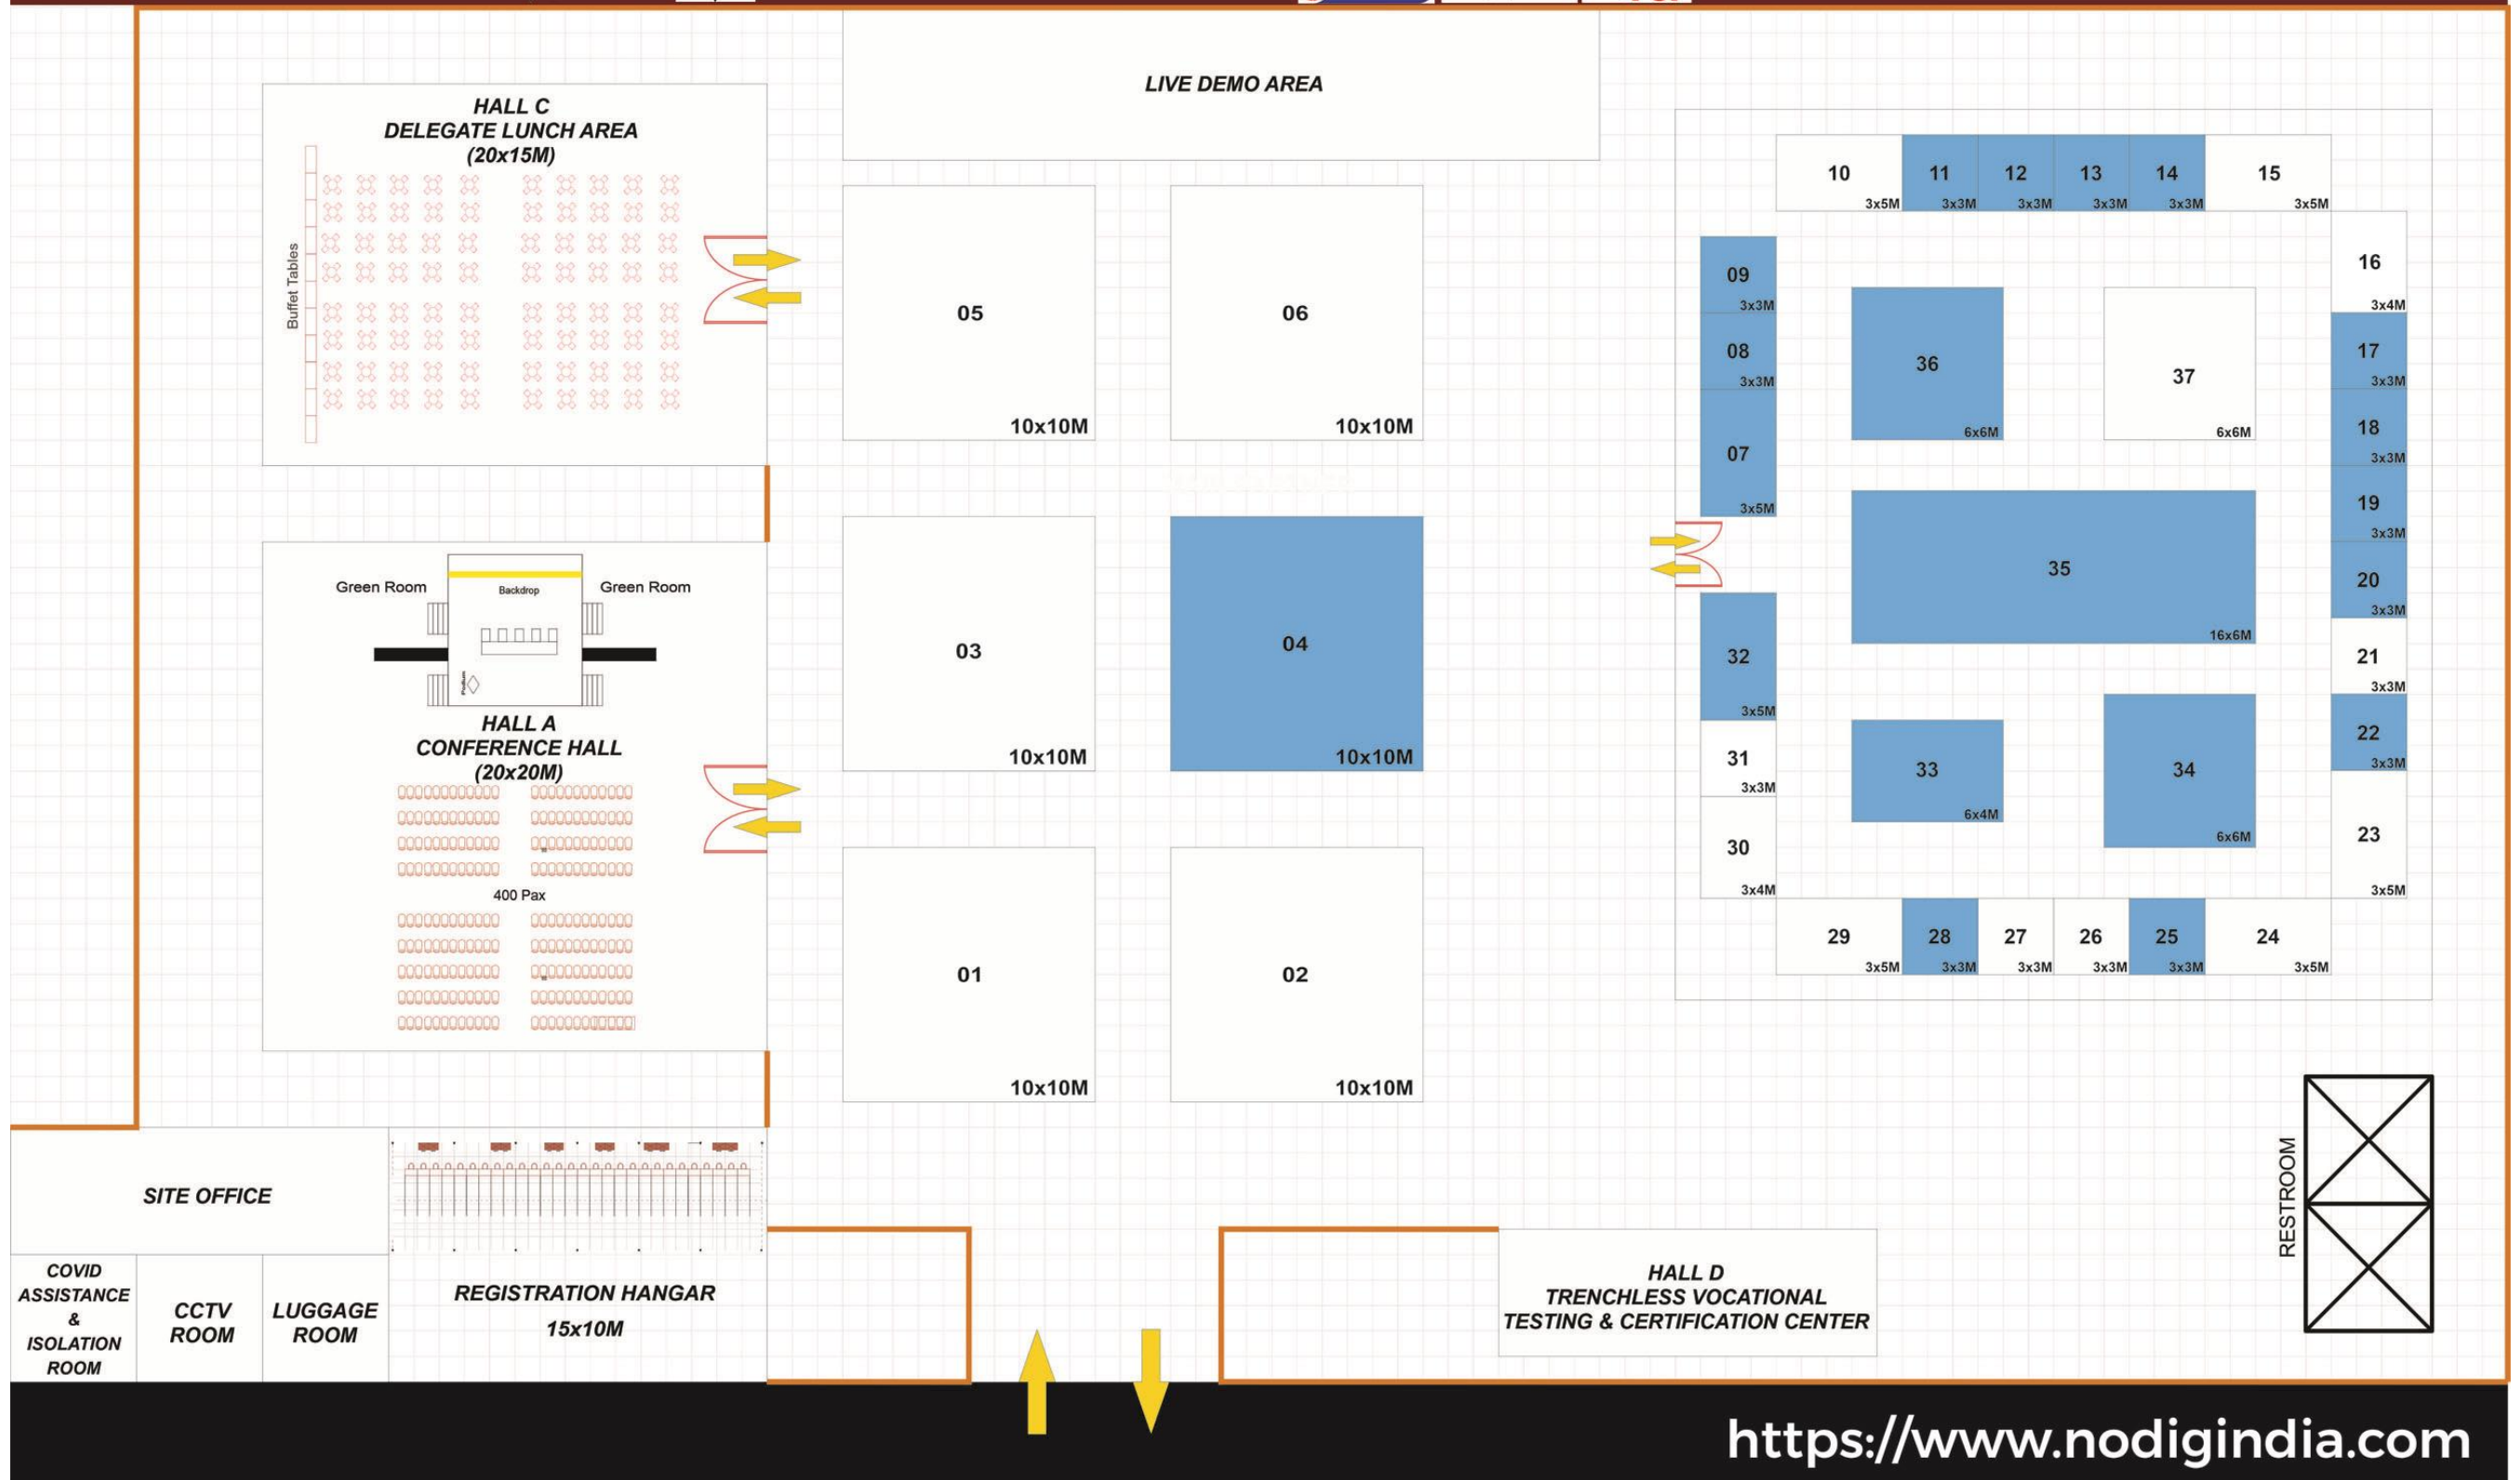 LIVE DEMO AREA
HALL C
DELEGATE LUNCH AREA
(20x15M)
Buffet Tables
05
10x10M
06
10x10M
10
3x5M
11
3x3M
12
3x3M
13
3x3M
14
3x3M
15
3x5M
16
3x4M
09
3x3M
08
3x3M
07
3x5M
36
6x6M
37
6x6M
17
3x3M
18
3x3M
19
3x3M
20
3x3M
35
16x6M
21
3x3M
22
3x3M
23
3x5M
32
3x5M
31
3x3M
30
3x4M
33
6x4M
34
6x6M
29
3x5M
28
3x3M
27
3x3M
26
3x3M
25
3x3M
24
3x5M
Green Room
Backdrop
Green Room
Podium
HALL A
CONFERENCE HALL
(20x20M)
400 Pax
03
10x10M
04
10x10M
01
10x10M
02
10x10M
SITE OFFICE
COVID
ASSISTANCE
&
ISOLATION
ROOM
CCTV
ROOM
LUGGAGE
ROOM
REGISTRATION HANGAR
15x10M
HALL D
TRENCHLESS VOCATIONAL
TESTING & CERTIFICATION CENTER
RESTROOM
https://www.nodigindia.com